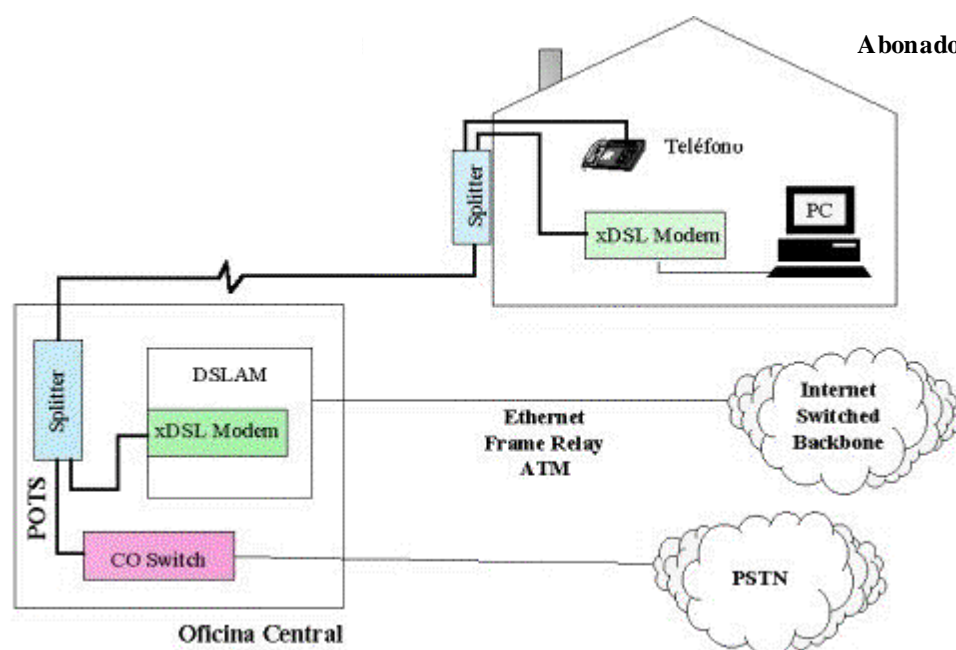 Abonado
Teléfono
Splitter
PC
xDSL Modem
Splitter
DSLAM
xDSL Modem
Ethernet
Frame Relay
ATM
Internet
Switched
Backbone
POTS
CO Switch
PSTN
Oficina Central